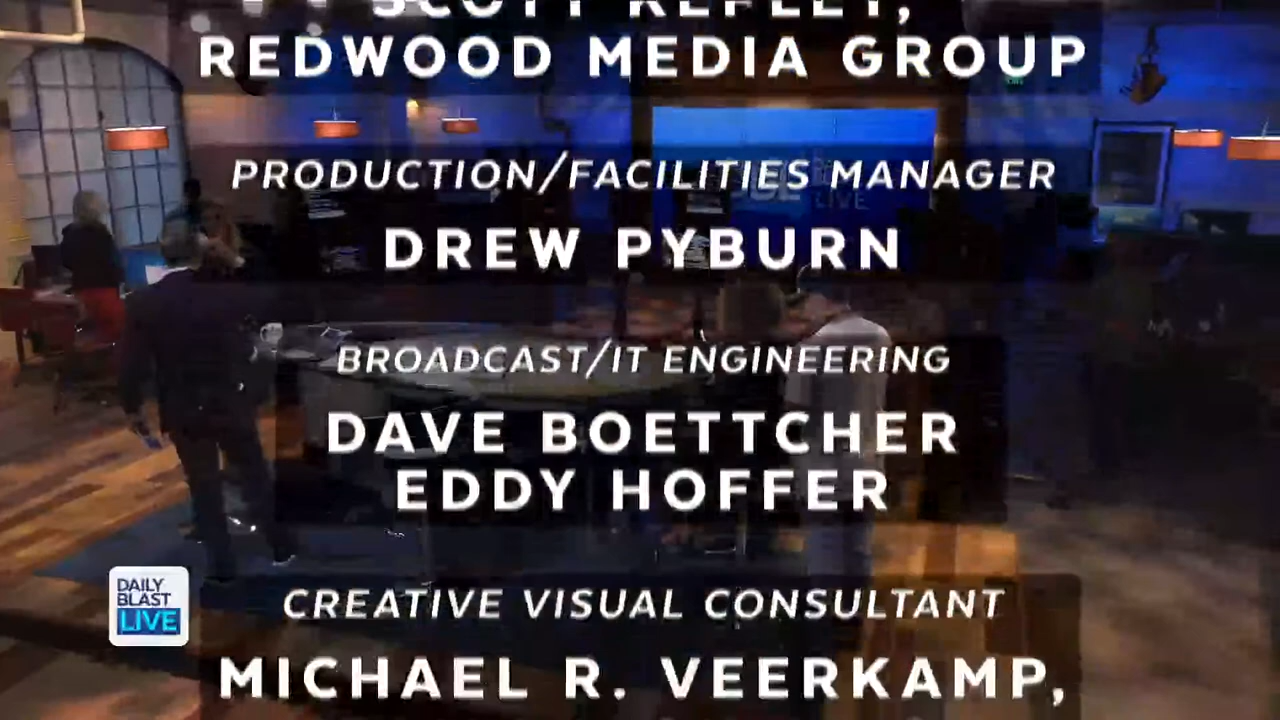 REDWOOD MEDIA GROUP
PRODUCTION/FACILITIES MANAGER
DREW PYBURN
BROADCAST/IT ENGINEERING
DAVE BOETTCHER
EDDY HOFFER
DAILY
BLAST
LIVE
CREATIVE VISUAL CONSULTANT
MICHAEL R. VEERKAMP,